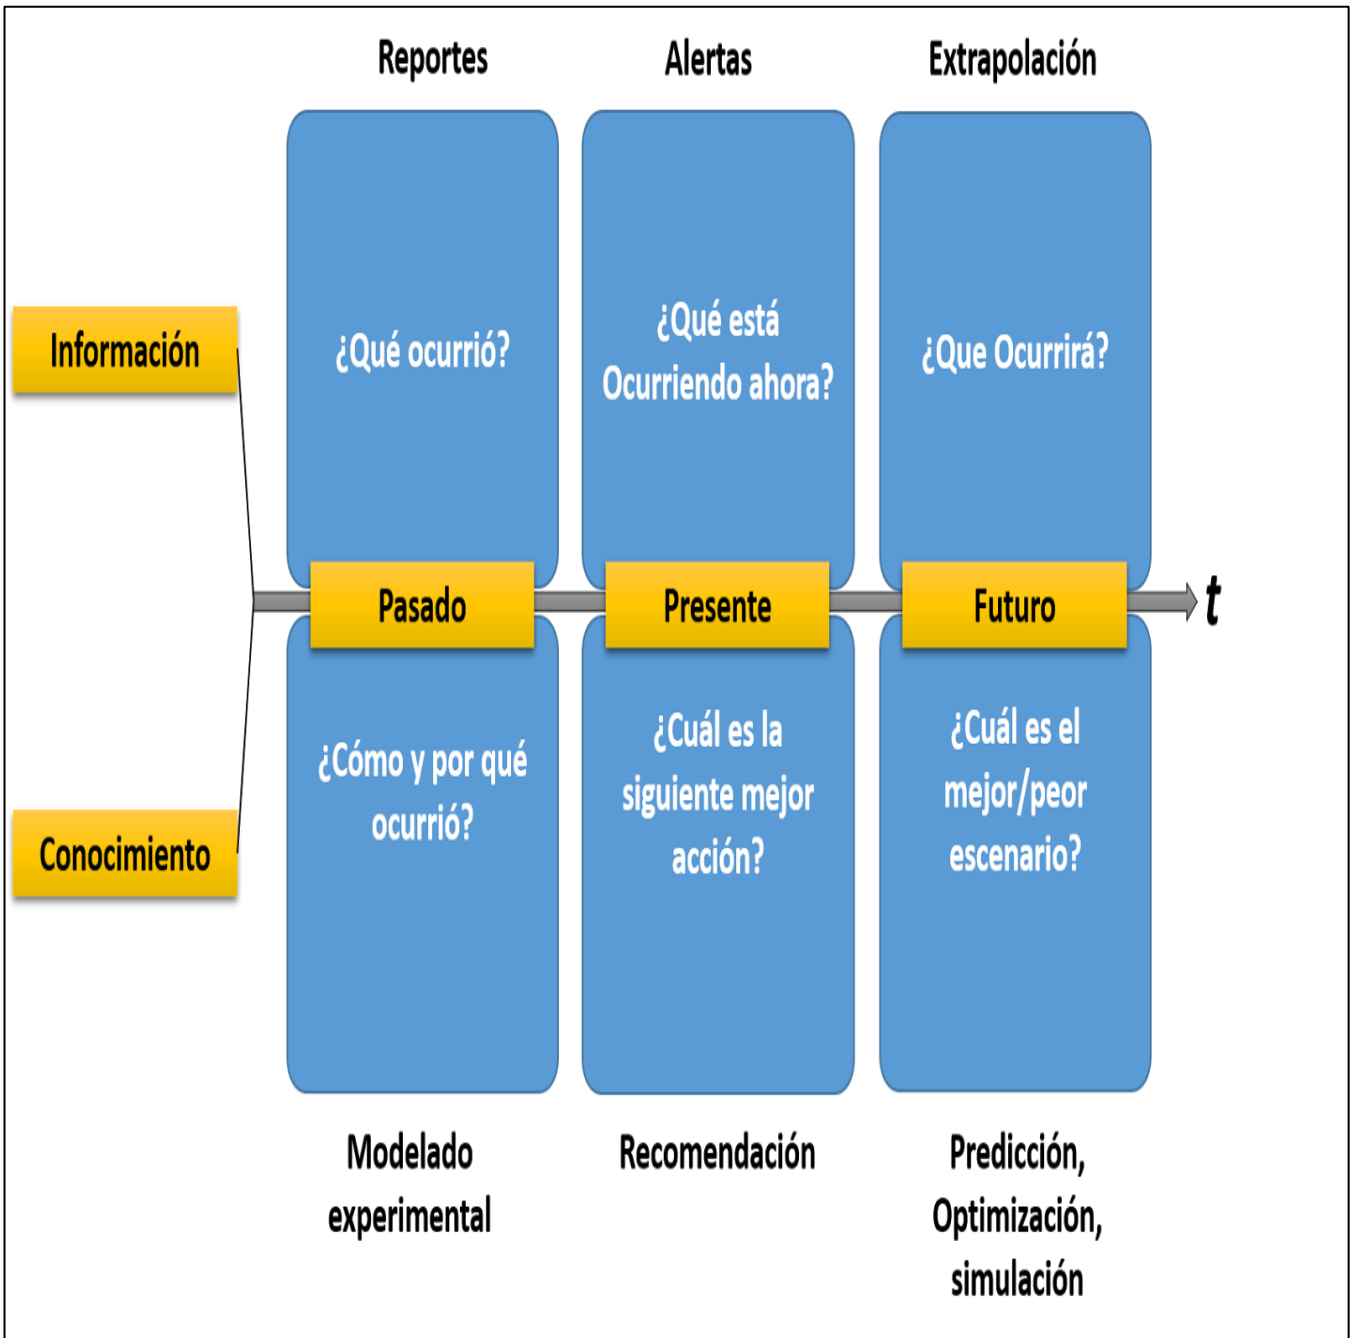 Reportes
Alertas
Extrapolación
Información
¿Qué ocurrió?
¿Qué está
Ocurriendo ahora?
¿Que Ocurrirá?
Pasado
Presente
Futuro
t
Conocimiento
¿Cómo y por qué
ocurrió?
¿Cuál es la
siguiente mejor
acción?
¿Cuál es el
mejor/peor
escenario?
Modelado
experimental
Recomendación
Predicción,
Optimización,
simulación